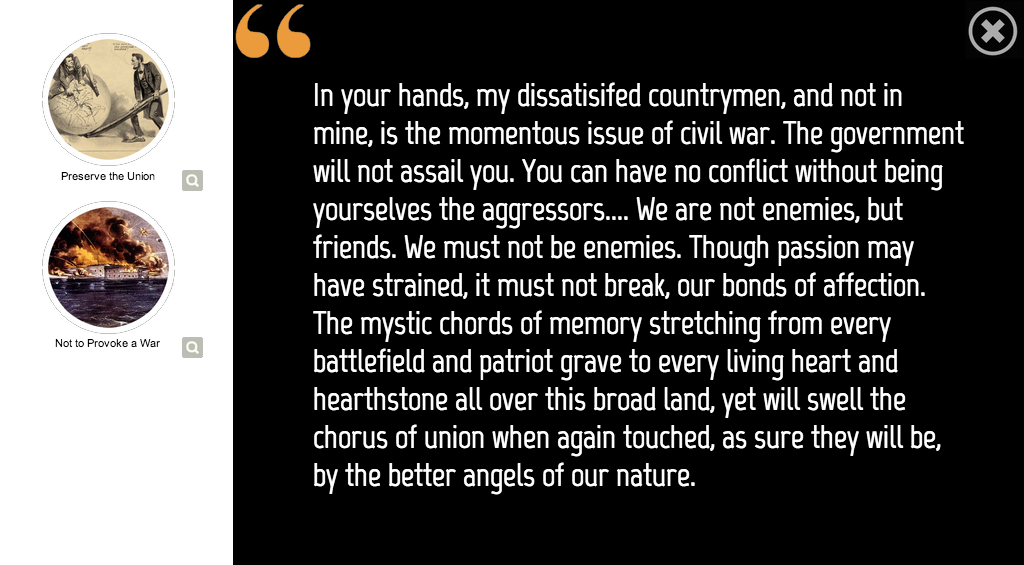 Preserve the Union
Not to Provoke a War
In your hands, my dissatisifed countrymen, and not in
mine, is the momentous issue of civil war. The government
will not assail you. You can have no conflict without being
yourselves the aggressors.... We are not enemies, but
friends. We must not be enemies. Though passion may
have strained, it must not break, our bonds of affection.
The mystic chords of memory stretching from every
battlefield and patriot grave to every living heart and
hearthstone all over this broad land, yet will swell the
chorus of union when again touched, as sure they will be,
by the better angels of our nature.